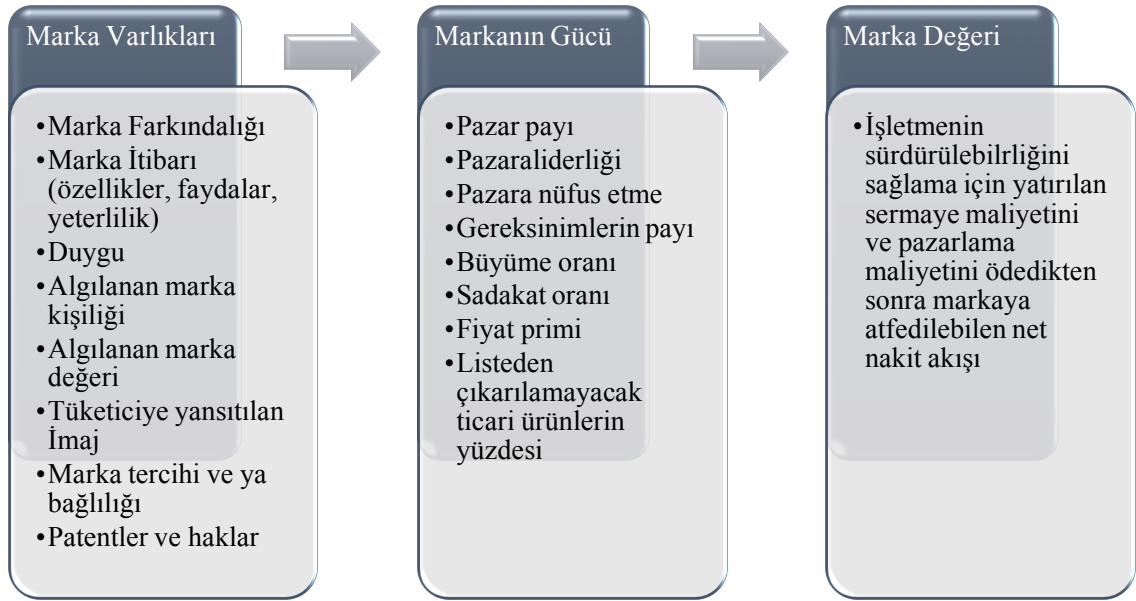 Marka Varlıkları
•Marka Farkındalığı
•Marka İtibarı
(özellikler, faydalar,
yeterlilik)
•Duygu
•Algılanan marka
kişiliği
•Algılanan marka
değeri
•Tüketiciye yansıtılan
İmaj
•Marka tercihi ve ya
bağlılığı
•Patentler ve haklar
Markanın Gücü
•Pazar payı
•Pazaraliderliği
•Pazara nüfus etme
•Gereksinimlerin payı
•Büyüme oranı
•Sadakat oranı
•Fiyat primi
•Listeden
çıkarılamayacak
ticari ürünlerin
yüzdesi
Marka Değeri
•İşletmenin
sürdürülebilrliğini
sağlama için yatırılan
sermaye maliyetini
ve pazarlama
maliyetini ödedikten
sonra markaya
atfedilebilen net
nakit akışı